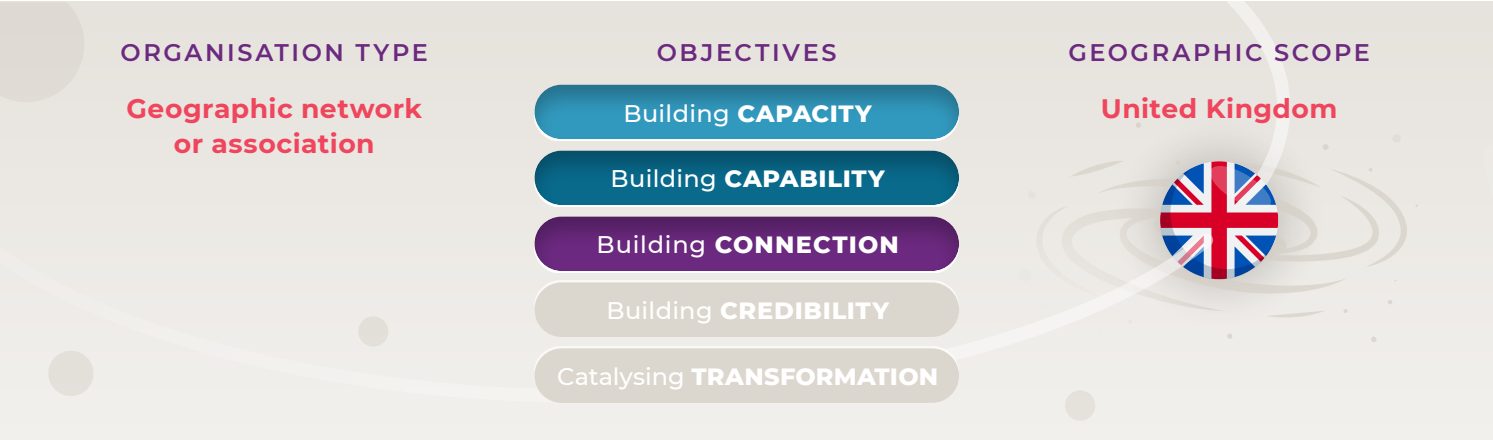 ORGANISATION TYPE
Geographic network
or association
OBJECTIVES
Building CAPACITY
Building CAPABILITY
Building CONNECTION
Building CREDIBILITY
Catalysing TRANSFORMATION
GEOGRAPHIC SCOPE
United Kingdom